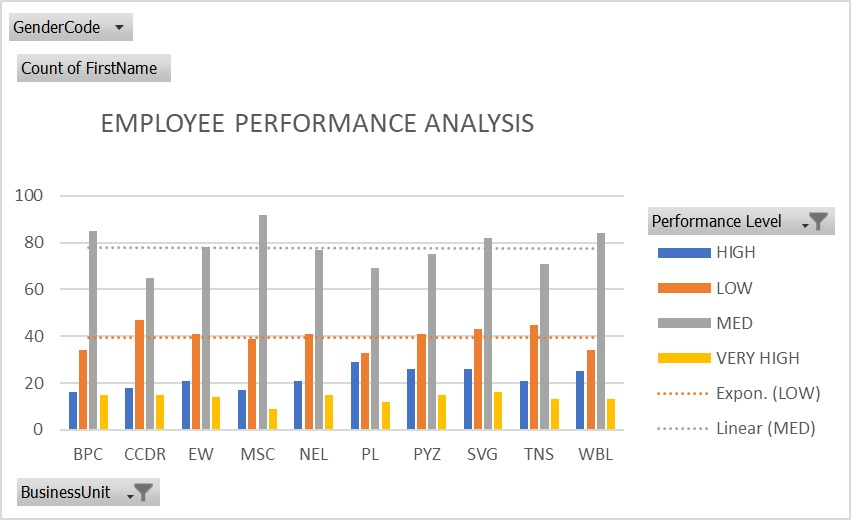 GenderCode
Count of FirstName
EMPLOYEE PERFORMANCE ANALYSIS
100
80
60
40
20
0
BPC CCDR EW MSC NEL PL PYZ SVG TNS WBL
Performance Level
HIGH
LOW
MED
VERY HIGH
Expon. (LOW)
Linear (MED)
BusinessUnit